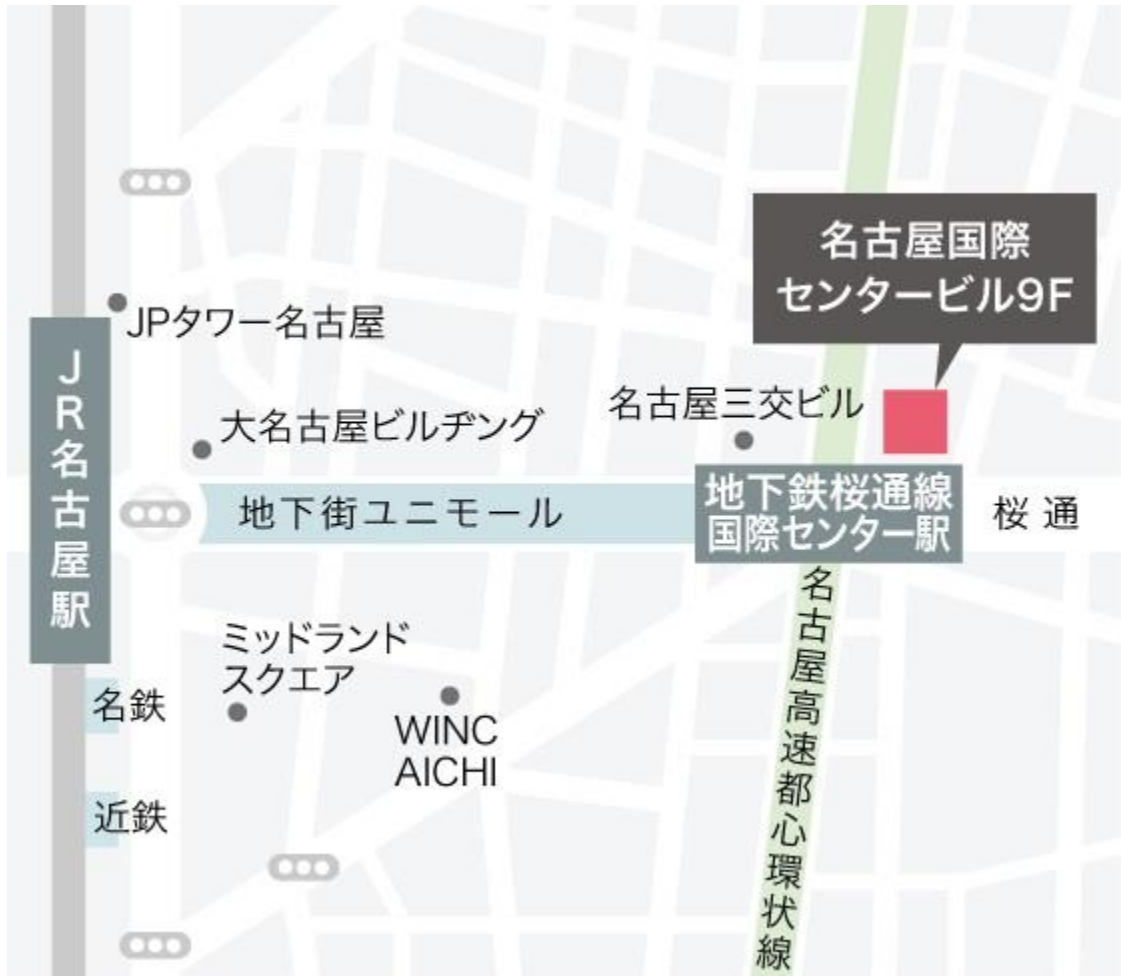 名古屋国際
センタービル9F
JPタワー名古屋
JR名古屋駅
大名古屋ビルヂング
名古屋三交ビル
地下街ユニモール
地下鉄桜通線
国際センター駅
桜通
名古屋高速都心環状線
ミッドランド
スクエア
名鉄
WINC
AICHI
近鉄